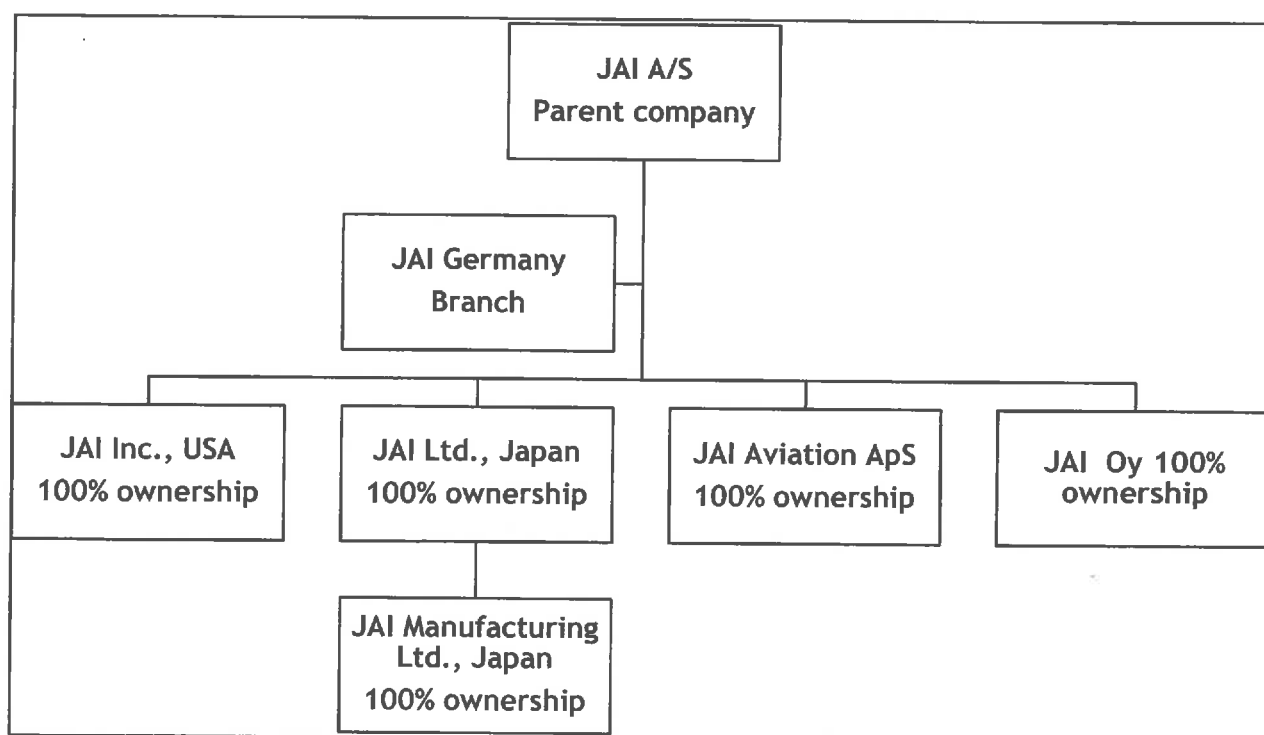 JAI A/S
Parent company
JAI Germany
Branch
JAI Inc., USA
100% ownership
JAI Ltd., Japan
100% ownership
JAI Aviation ApS
100% ownership
JAI Oy 100%
ownership
JAI Manufacturing
Ltd., Japan
100% ownership